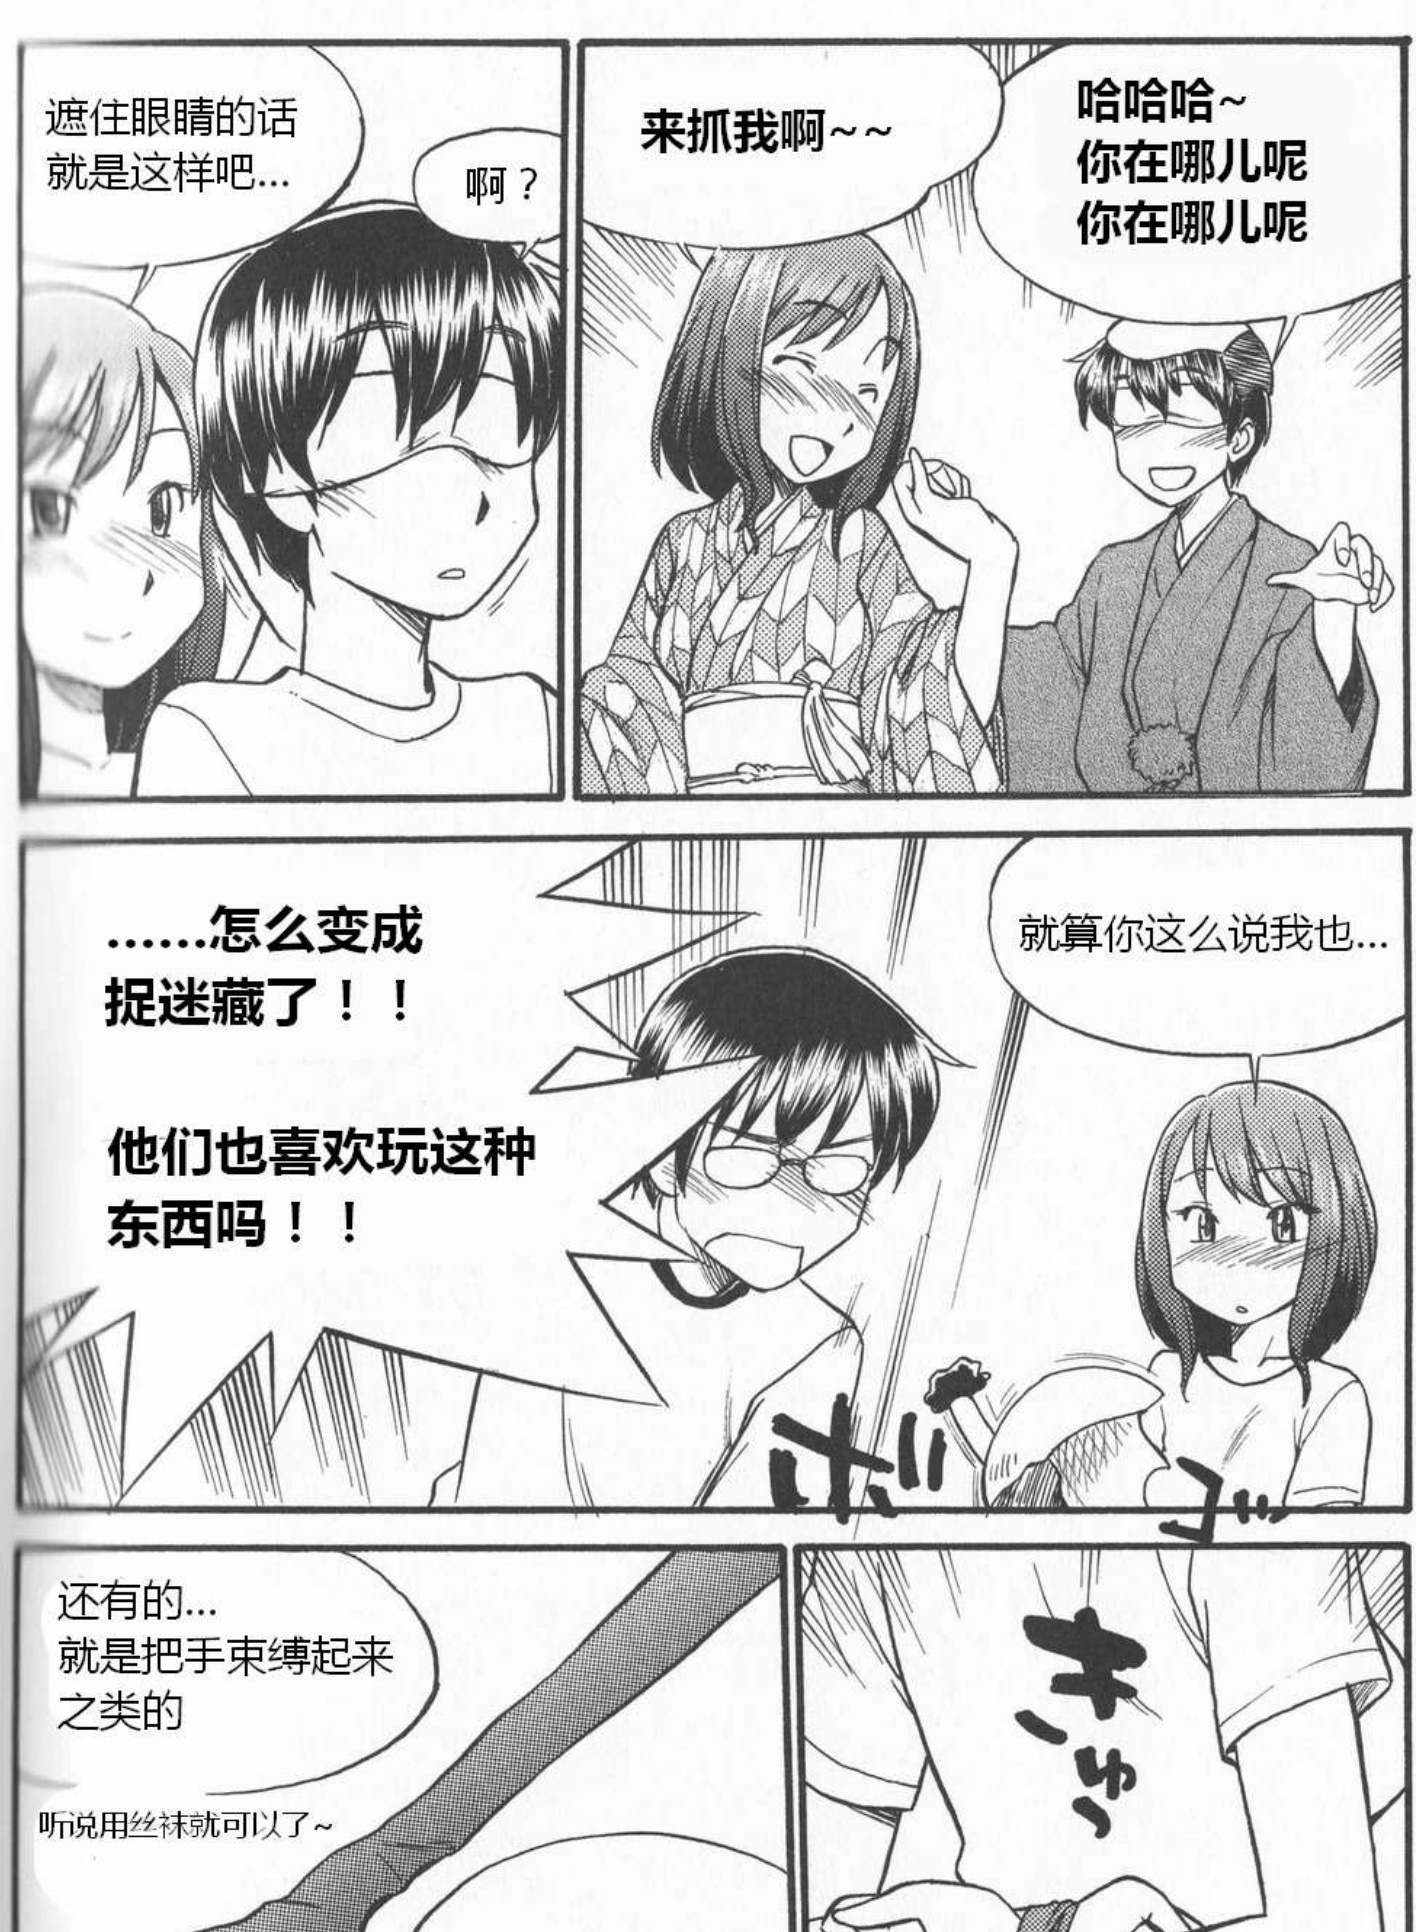 遮住眼睛的话
就是这样吧...
啊？
来抓我啊~~
哈哈哈~
你在哪儿呢
你在哪儿呢
……怎么变成
捉迷藏了！！
他们也喜欢玩这种
东西吗！！
就算你这么说我也...
ボコッ
还有的...
就是把手束缚起来
之类的
听说用丝袜就可以了~
キュッ